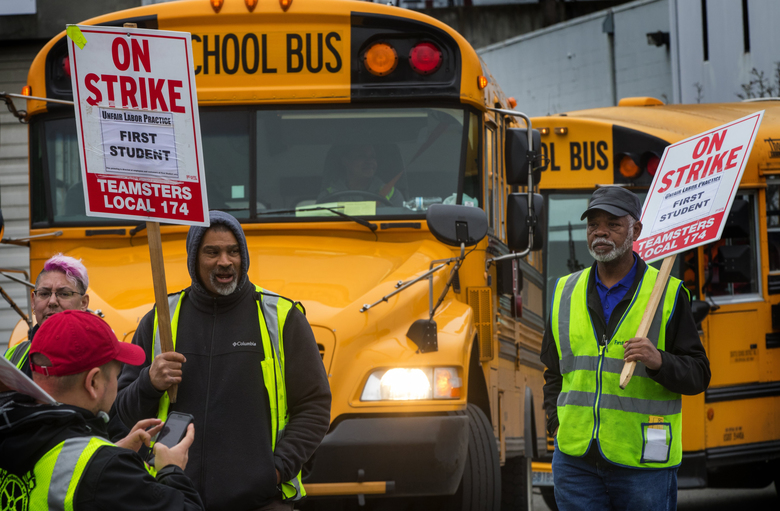 CHOOL BUS
ON
STRIKE
Unfair Labor Practice
FIRST
STUDENT
TEAMSTERS
LOCAL 174
Columbia
OL BUS
ON
STRIKE
Unfair Labor Practice
First Student
TEAMSTERS
LOCAL 174